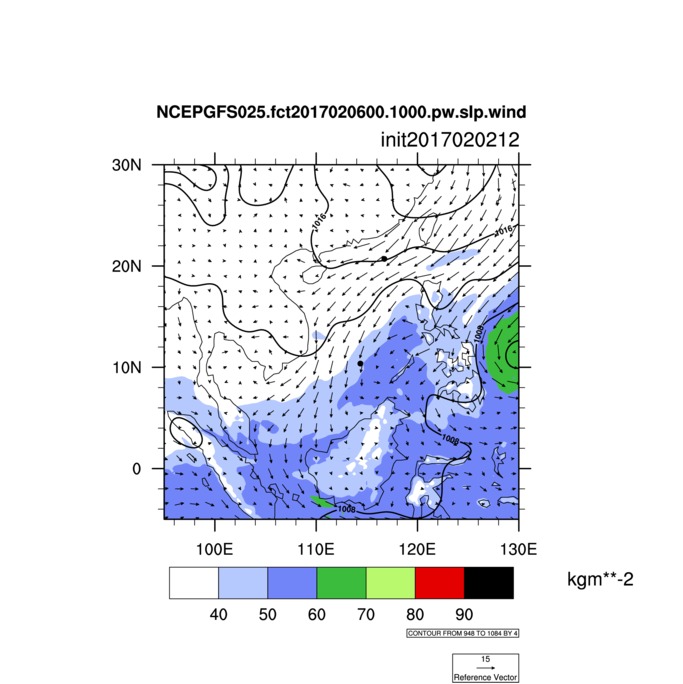 NCEPGFS025.fct2017020600.1000.pw.slp.wind
init2017020212
30N
1016
1016
20N
1008
10N
1008
0
1008
100E 110E 120E 130E
kgm**-2
40 50 60 70 80 90
CONTOUR FROM 948 TO 1084 BY 4
15
Reference Vector